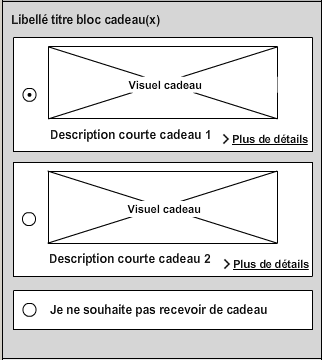 Libellé titre bloc cadeau(x)
Visuel cadeau
Description courte cadeau 1
> Plus de détails
Visuel cadeau
Description courte cadeau 2
> Plus de détails
Je ne souhaite pas recevoir de cadeau